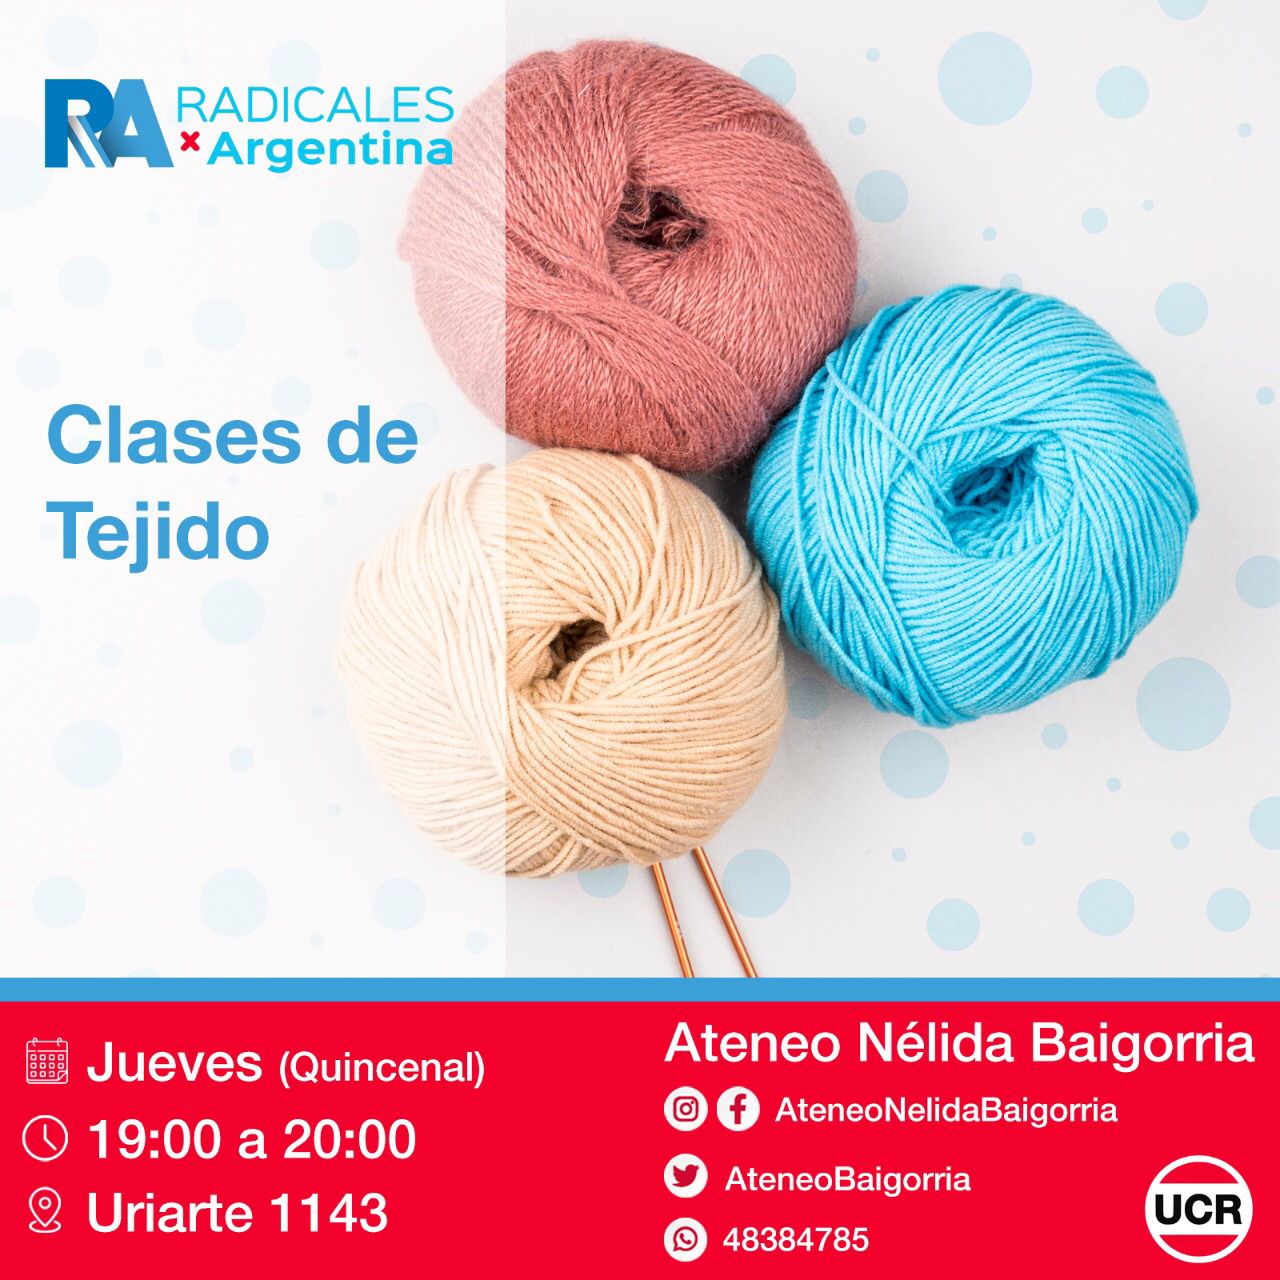 RA RADICALES
x Argentina
Clases de
Tejido
Jueves (Quincenal)
19:00 a 20:00
Uriarte 1143
Ateneo Nélida Baigorria
AteneoNelidaBaigorria
AteneoBaigorria
48384785
UCR